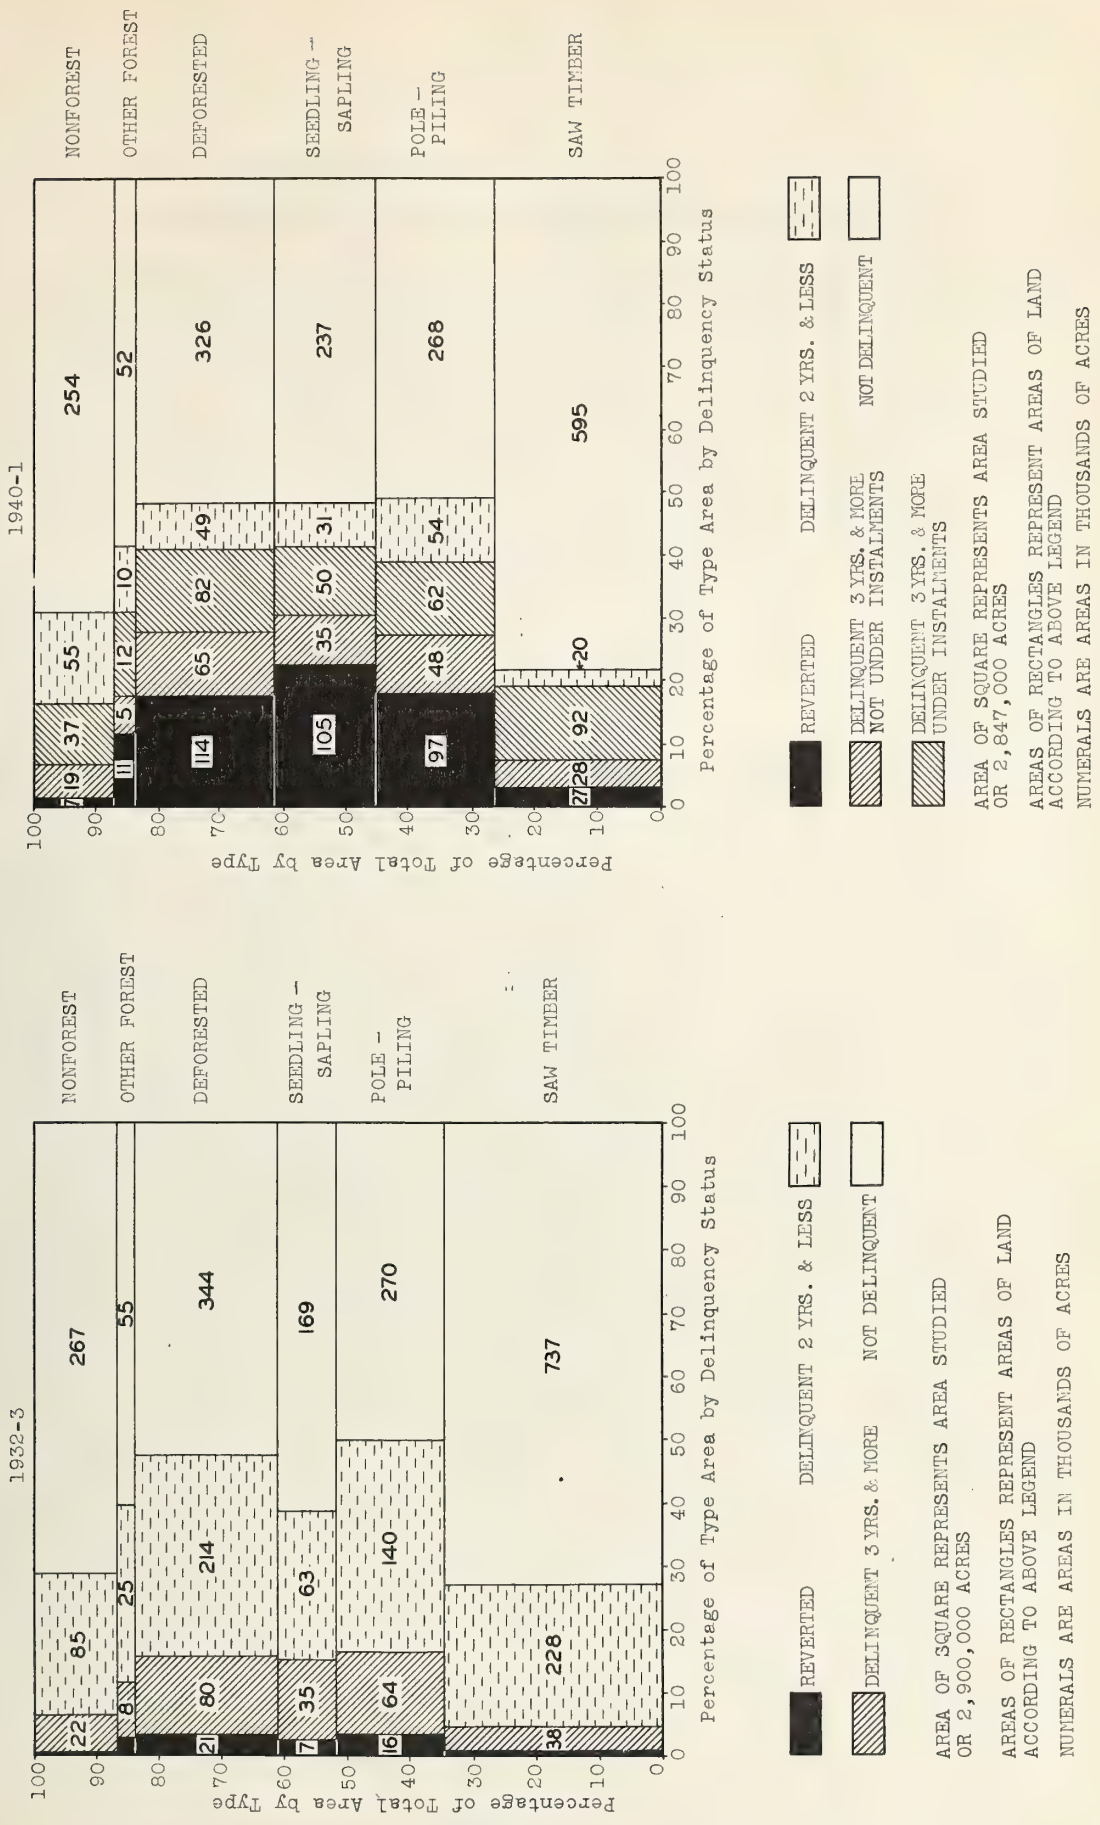 1932-3
100
90
80
70
60
50
40
30
20
10
0
Percentage of Total Area by Type
22 85 267 NONFOREST
8 25 55 OTHER FOREST
21 80 214 344 DEFORESTED
7 35 63 169 SEEDLING –
SAPLING
16 64 140 270 POLE –
PILING
38 228 737 SAW TIMBER
0 10 20 30 40 50 60 70 80 90 100
Percentage of Type Area by Delinquency Status
REVERTED DELINQUENT 2 YRS. & LESS
DELINQUENT 3 YRS. & MORE NOT DELINQUENT
AREA OF SQUARE REPRESENTS AREA STUDIED
OR 2,900,000 ACRES
AREAS OF RECTANGLES REPRESENT AREAS OF LAND
ACCORDING TO ABOVE LEGEND
NUMERALS ARE AREAS IN THOUSANDS OF ACRES
1940-1
100
90
80
70
60
50
40
30
20
10
0
Percentage of Total Area by Type
7 19 37 55 254 NONFOREST
11 5 12 10 52 OTHER FOREST
114 65 82 49 326 DEFORESTED
105 35 50 31 237 SEEDLING –
SAPLING
97 48 62 54 268 POLE –
PILING
27 28 92 20 595 SAW TIMBER
0 10 20 30 40 50 60 70 80 90 100
Percentage of Type Area by Delinquency Status
REVERTED DELINQUENT 2 YRS. & LESS
DELINQUENT 3 YRS. & MORE
NOT UNDER INSTALMENTS NOT DELINQUENT
DELINQUENT 3 YRS. & MORE
UNDER INSTALMENTS
AREA OF SQUARE REPRESENTS AREA STUDIED
OR 2,847,000 ACRES
AREAS OF RECTANGLES REPRESENT AREAS OF LAND
ACCORDING TO ABOVE LEGEND
NUMERALS ARE AREAS IN THOUSANDS OF ACRES